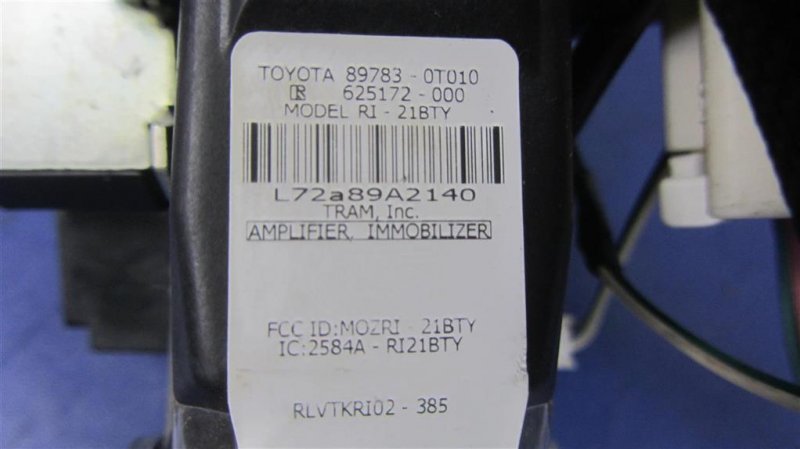 TOYOTA 89783 - 0T010
R 625172 - 000
MODEL RI - 21BTY
L72a89A2140
TRAM, Inc.
AMPLIFIER, IMMOBILIZER
FCC ID:MOZRI - 21BTY
IC:2584A - RI21BTY
RLVTKRI02 - 385